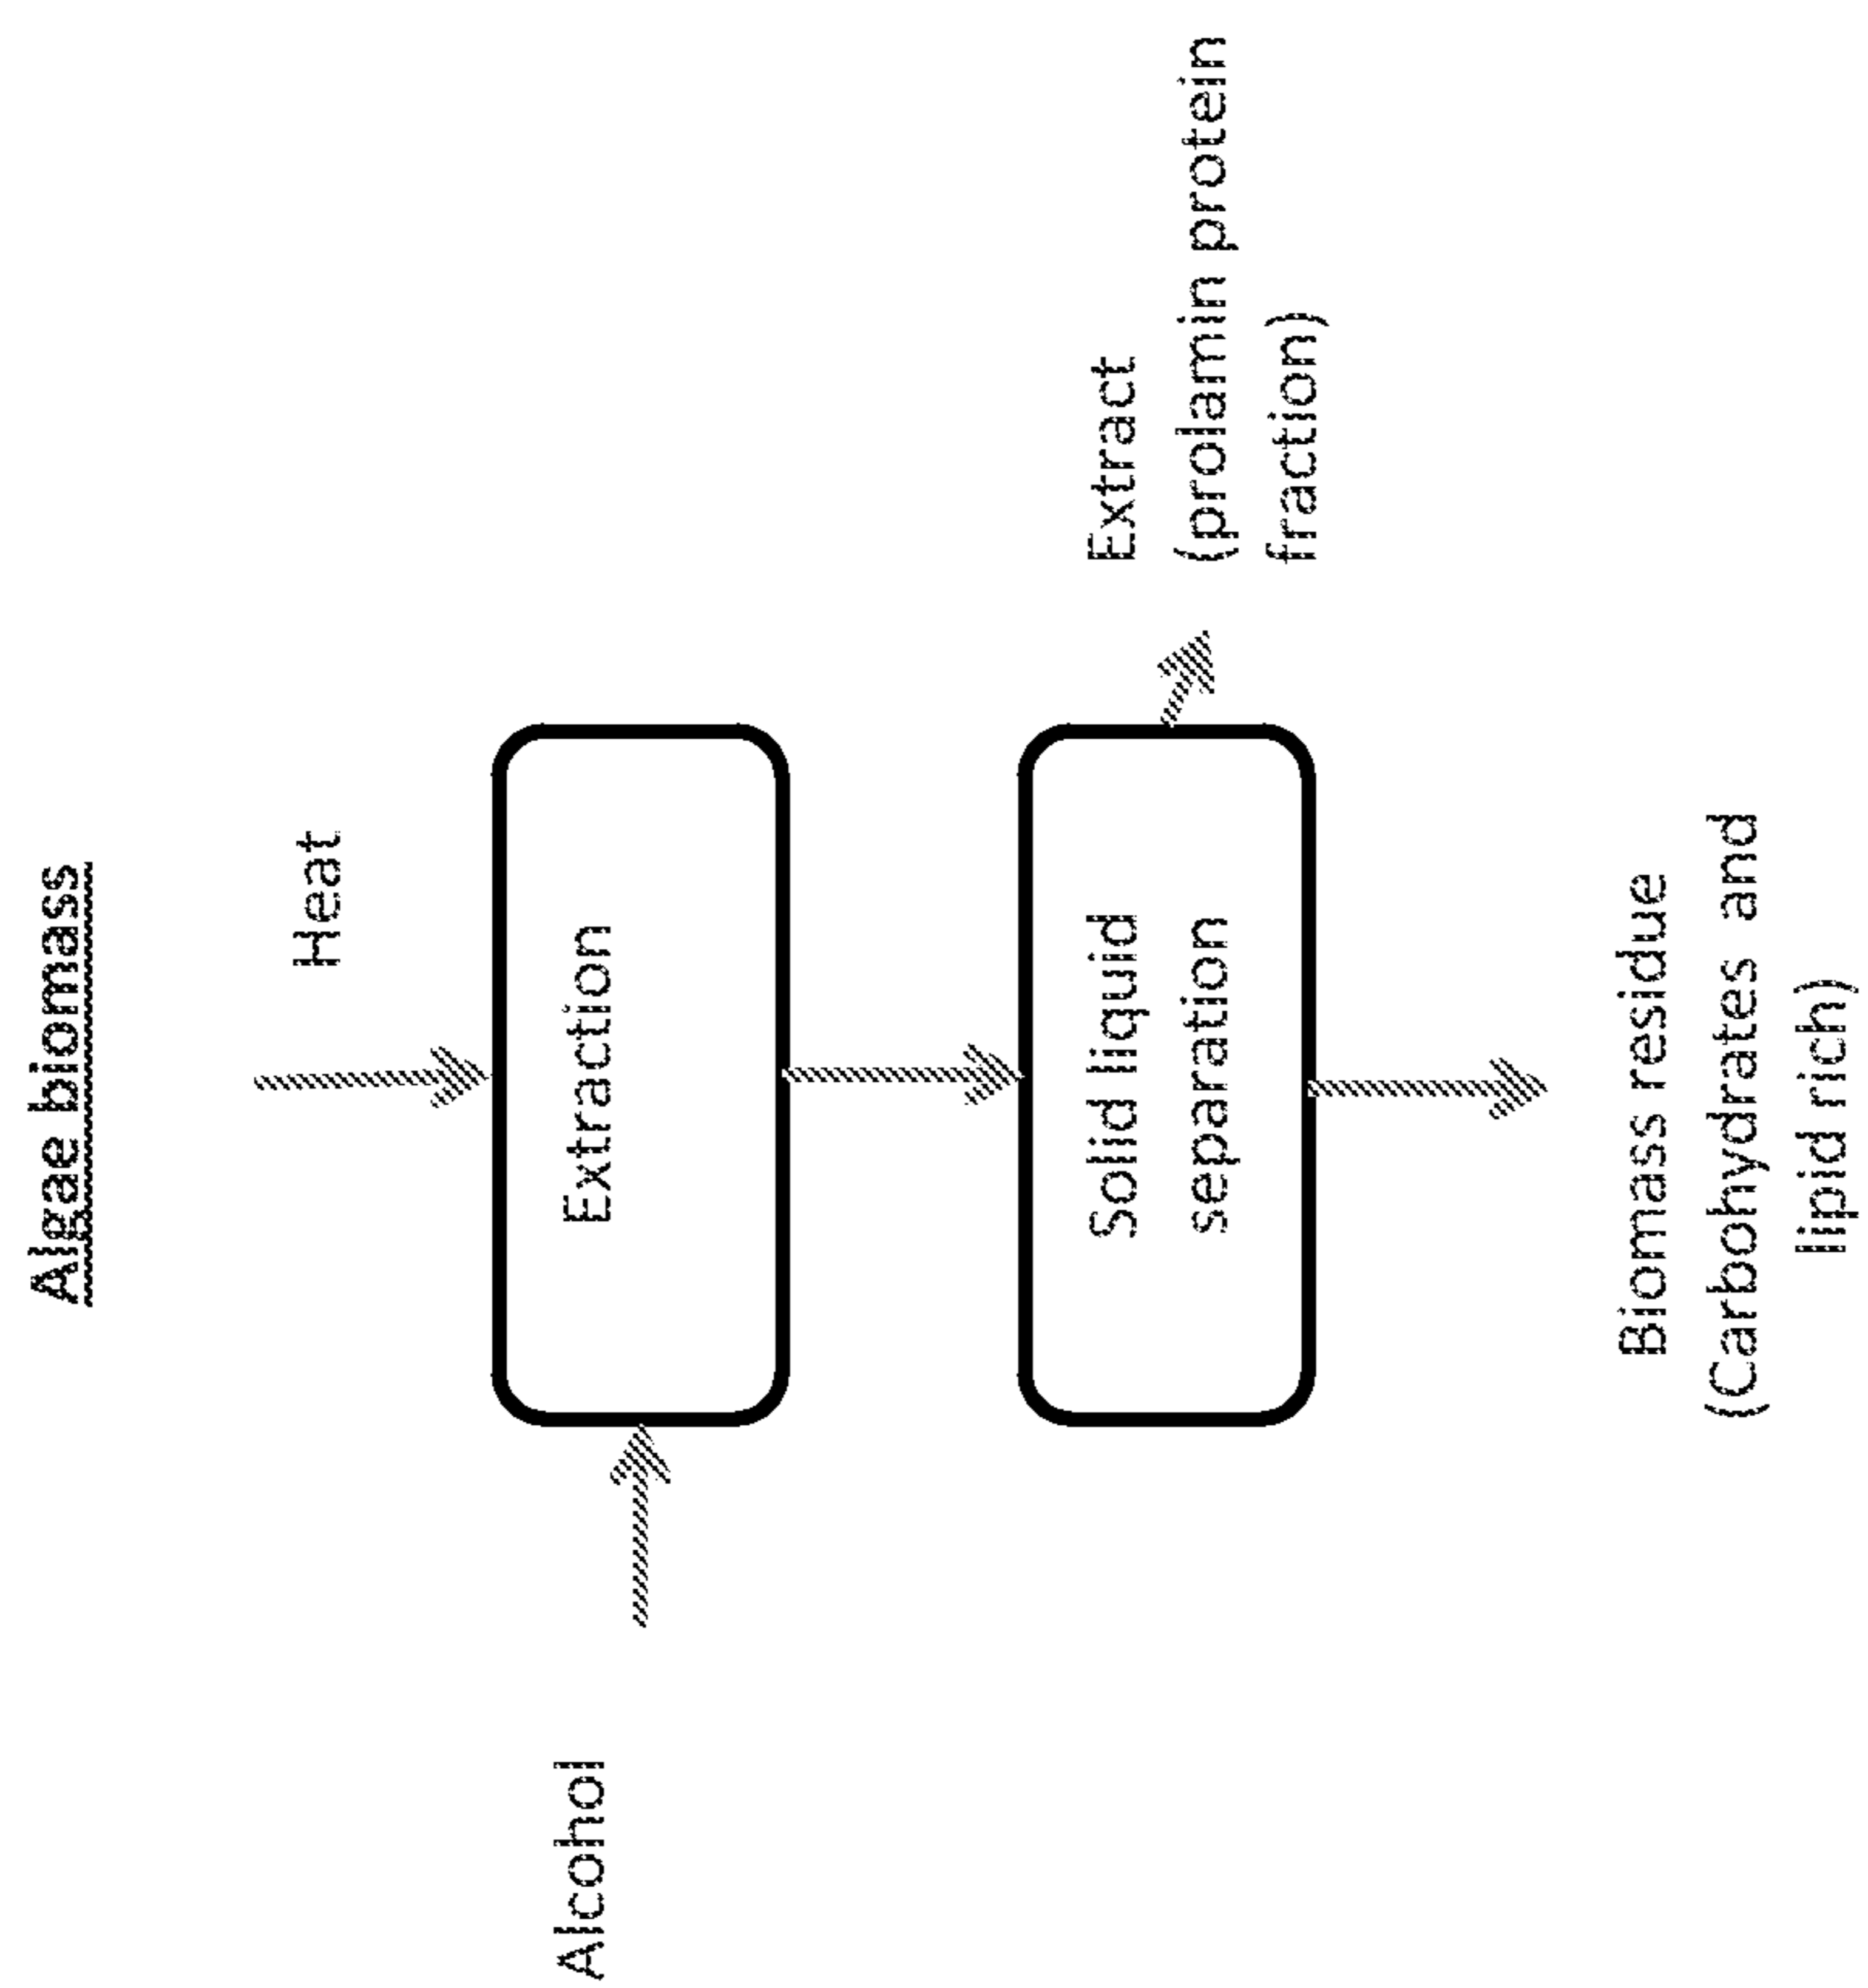 Algae biomass
Heat
Alcohol
Extraction
Solid liquid
separation
Extract
(prolamin protein
fraction)
Biomass residue
(Carbohydrates and
lipid rich)